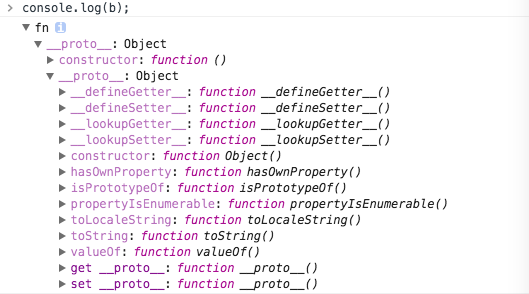 > console.log(b);
▼ fn i
▼ __proto__: Object
▶ constructor: function ()
▼ __proto__: Object
▶ __defineGetter__: function __defineGetter__()
▶ __defineSetter__: function __defineSetter__()
▶ __lookupGetter__: function __lookupGetter__()
▶ __lookupSetter__: function __lookupSetter__()
▶ constructor: function Object()
▶ hasOwnProperty: function hasOwnProperty()
▶ isPrototypeOf: function isPrototypeOf()
▶ propertyIsEnumerable: function propertyIsEnumerable()
▶ toLocaleString: function toLocaleString()
▶ toString: function toString()
▶ valueOf: function valueOf()
▶ get __proto__: function __proto__()
▶ set __proto__: function __proto__()